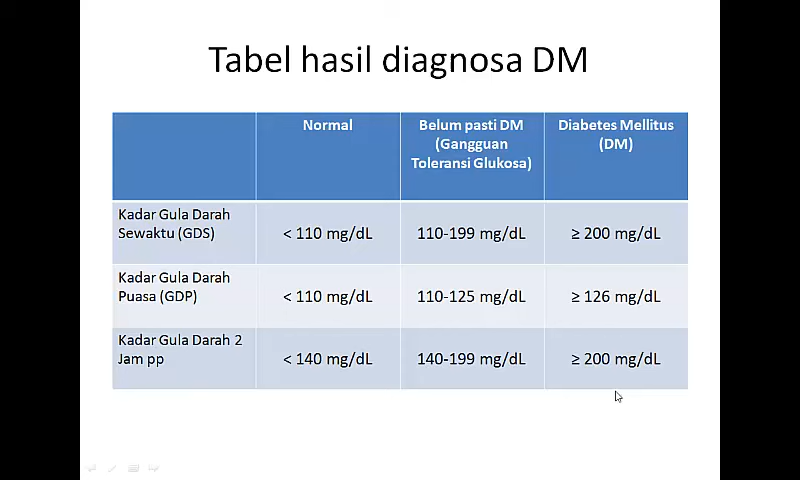 Tabel hasil diagnosa DM
Normal
Belum pasti DM
(Gangguan
Toleransi Glukosa)
Diabetes Mellitus
(DM)
Kadar Gula Darah
Sewaktu (GDS)
< 110 mg/dL
110-199 mg/dL
≥ 200 mg/dL
Kadar Gula Darah
Puasa (GDP)
< 110 mg/dL
110-125 mg/dL
≥ 126 mg/dL
Kadar Gula Darah 2
Jam pp
< 140 mg/dL
140-199 mg/dL
≥ 200 mg/dL